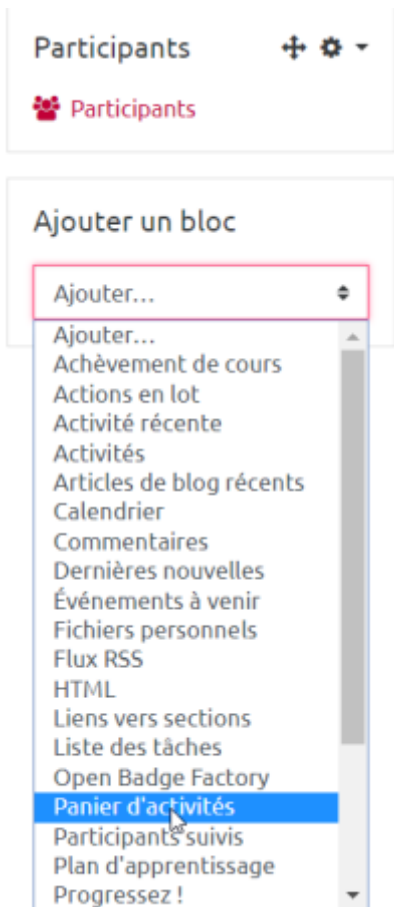 Participants
Participants
Ajouter un bloc
Ajouter...
Ajouter...
Achèvement de cours
Actions en lot
Activité récente
Activités
Articles de blog récents
Calendrier
Commentaires
Dernières nouvelles
Événements à venir
Fichiers personnels
Flux RSS
HTML
Liens vers sections
Liste des tâches
Open Badge Factory
Panier d'activités
Participants suivis
Plan d'apprentissage
Progressez !